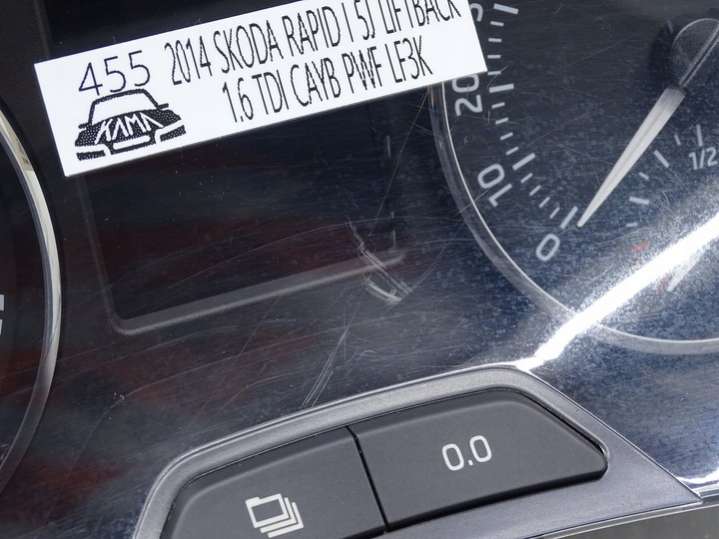 455
KAMA
2014 SKODA RAPID I 5J LIFTBACK
1.6 TDI CAYB PWF LF3K
20
10
0
1/2
0.0